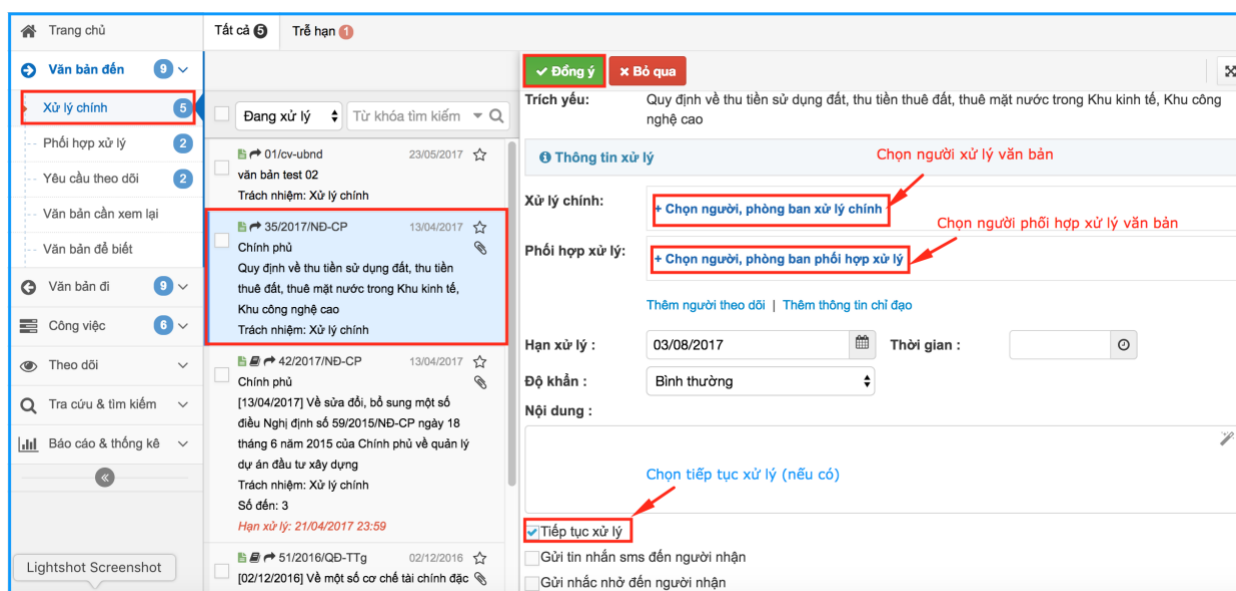 Trang chủ
Văn bản đến 9
Xử lý chính 5
Phối hợp xử lý 2
Yêu cầu theo dõi 2
Văn bản cần xem lại
Văn bản để biết
Văn bản đi 9
Công việc 6
Theo dõi
Tra cứu & tìm kiếm
Báo cáo & thống kê
Lightshot Screenshot
Tất cả 5 Trễ hạn 1
Đang xử lý Từ khóa tìm kiếm
01/cv-ubnd 23/05/2017
văn bản test 02
Trách nhiệm: Xử lý chính
35/2017/NĐ-CP 13/04/2017
Chính phủ
Quy định về thu tiền sử dụng đất, thu tiền
thuê đất, thuê mặt nước trong Khu kinh tế,
Khu công nghệ cao
Trách nhiệm: Xử lý chính
42/2017/NĐ-CP 13/04/2017
Chính phủ
[13/04/2017] Về sửa đổi, bổ sung một số
điều Nghị định số 59/2015/NĐ-CP ngày 18
tháng 6 năm 2015 của Chính phủ về quản lý
dự án đầu tư xây dựng
Trách nhiệm: Xử lý chính
Số đến: 3
Hạn xử lý: 21/04/2017 23:59
51/2016/QĐ-TTg 02/12/2016
[02/12/2016] Về một số cơ chế tài chính đặc
Đồng ý Bỏ qua
Trích yếu: Quy định về thu tiền sử dụng đất, thu tiền thuê đất, thuê mặt nước trong Khu kinh tế, Khu công
nghệ cao
Thông tin xử lý
Chọn người xử lý văn bản
Xử lý chính: + Chọn người, phòng ban xử lý chính
Chọn người phối hợp xử lý văn bản
Phối hợp xử lý: + Chọn người, phòng ban phối hợp xử lý
Thêm người theo dõi | Thêm thông tin chỉ đạo
Hạn xử lý : 03/08/2017 Thời gian :
Độ khẩn : Bình thường
Nội dung :
Chọn tiếp tục xử lý (nếu có)
Tiếp tục xử lý
Gửi tin nhắn sms đến người nhận
Gửi nhắc nhở đến người nhận